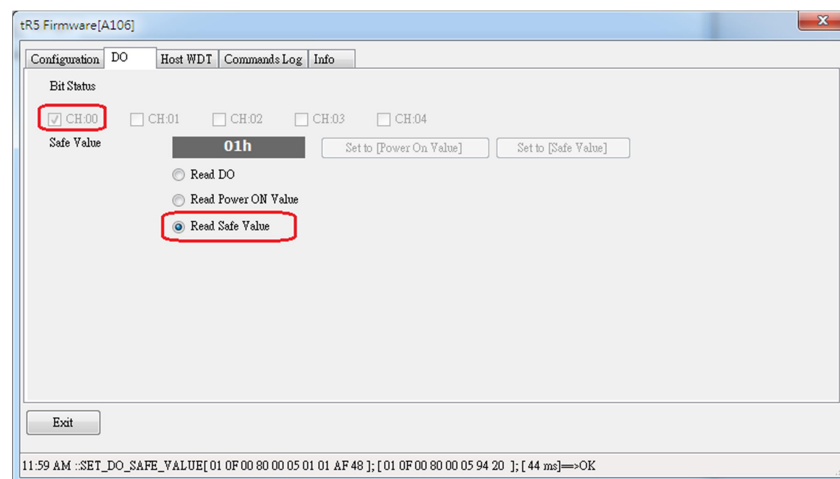 tR5 Firmware[A106]
Configuration DO Host WDT Commands Log Info
Bit Status
CH:00 CH:01 CH:02 CH:03 CH:04
Safe Value 01h Set to [Power On Value] Set to [Safe Value]
Read DO
Read Power ON Value
Read Safe Value
Exit
11:59 AM ::SET_DO_SAFE_VALUE[ 01 0F 00 80 00 05 01 01 AF 48 ]; [ 01 0F 00 80 00 05 94 20 ]; [ 44 ms]==>OK